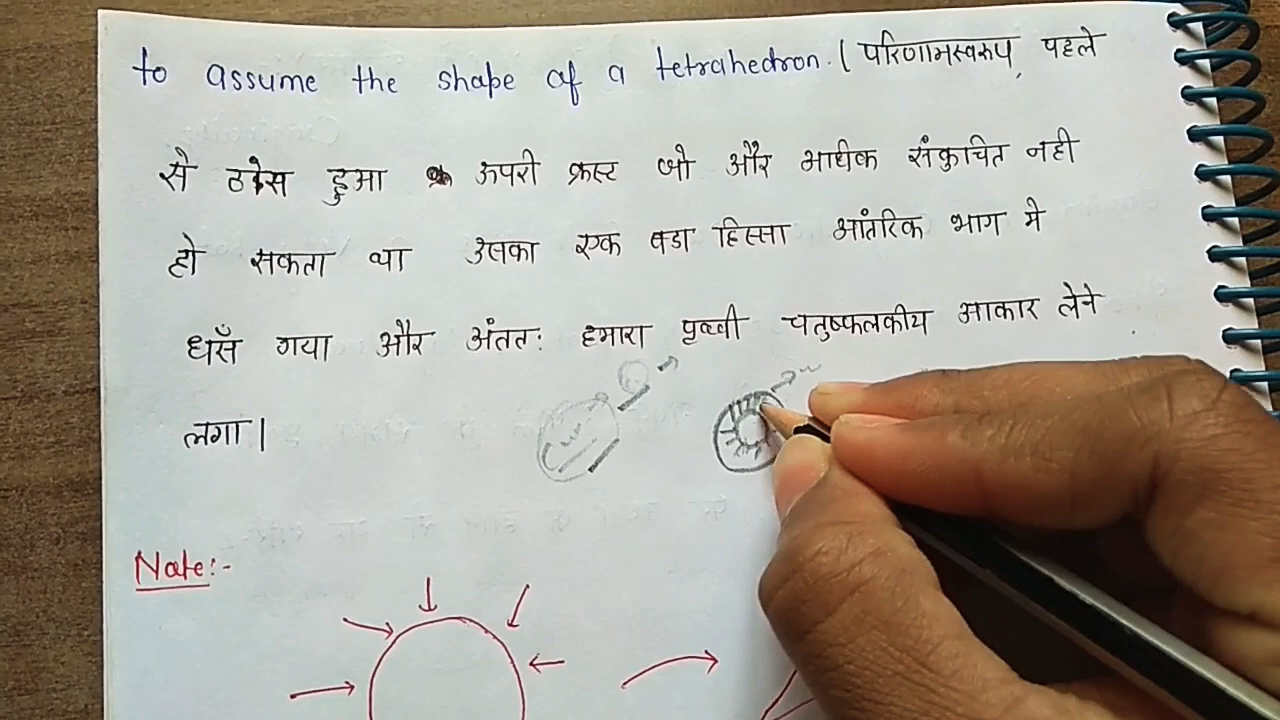 to assume the shape of a tetrahedron. ( परिणामस्वरूप, पहले
से ठोस हुआ ऊपरी क्रस्ट जो और अधिक संकुचित नही
हो सकता था उसका एक बडा हिस्सा आंतरिक भाग मे
धँस गया और अंततः हमारा पृथ्वी चतुष्फलकीय आकार लेने
लगा।
Note:-